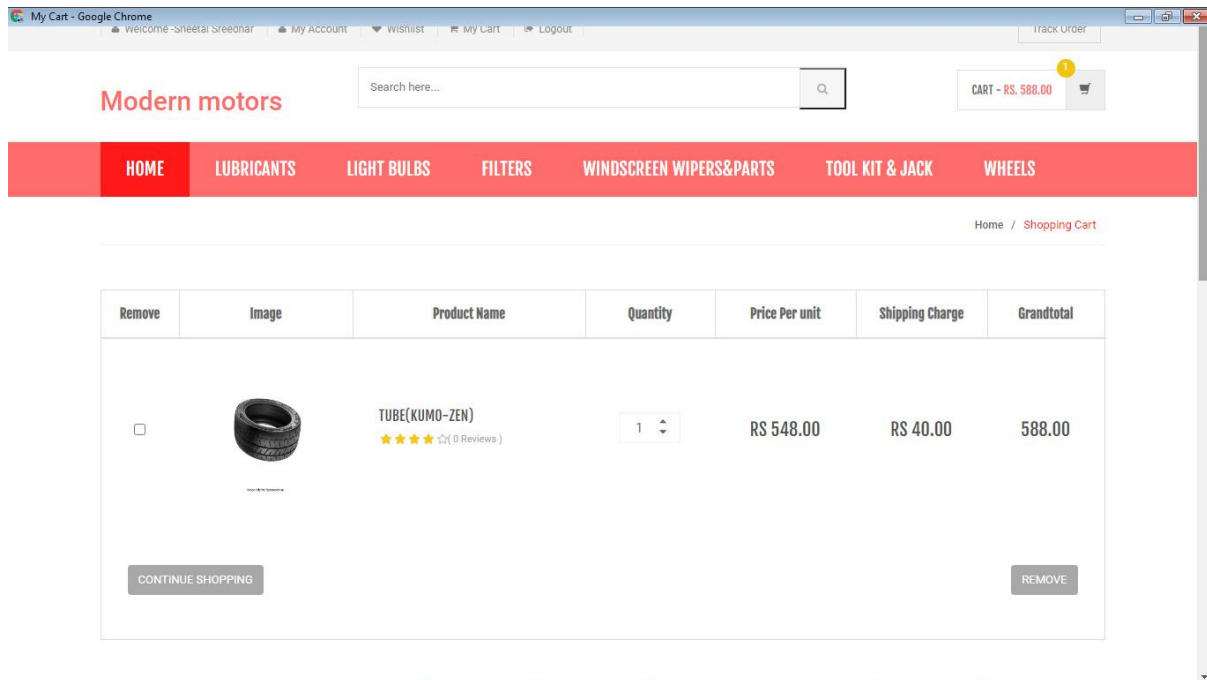 My Cart - Google Chrome
Welcome -Sheetal Sreedhar My Account Wishlist My Cart Logout Track Order
Modern motors
Search here...
1
CART - RS. 588.00
HOME LUBRICANTS LIGHT BULBS FILTERS WINDSCREEN WIPERS&PARTS TOOL KIT & JACK WHEELS
Home / Shopping Cart
Remove Image Product Name Quantity Price Per unit Shipping Charge Grandtotal
TUBE(KUMO-ZEN)
( 0 Reviews )
1 RS 548.00 RS 40.00 588.00
CONTINUE SHOPPING REMOVE